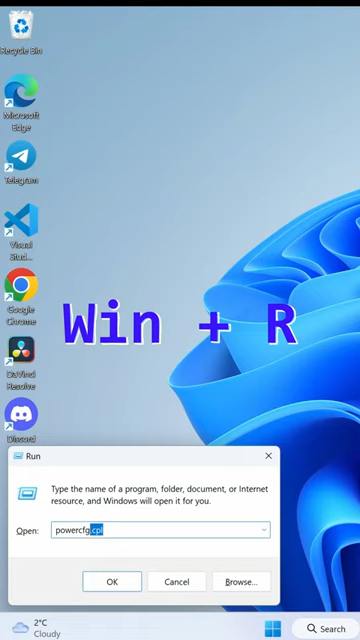 Recycle Bin
Microsoft
Edge
Telegram
Visual
Stud...
Google
Chrome
DaVinci
Resolve
Discord
Win + R
Run
Type the name of a program, folder, document, or Internet
resource, and Windows will open it for you.
Open:
powercfg.cpl
OK
Cancel
Browse...
2°C
Cloudy
Search